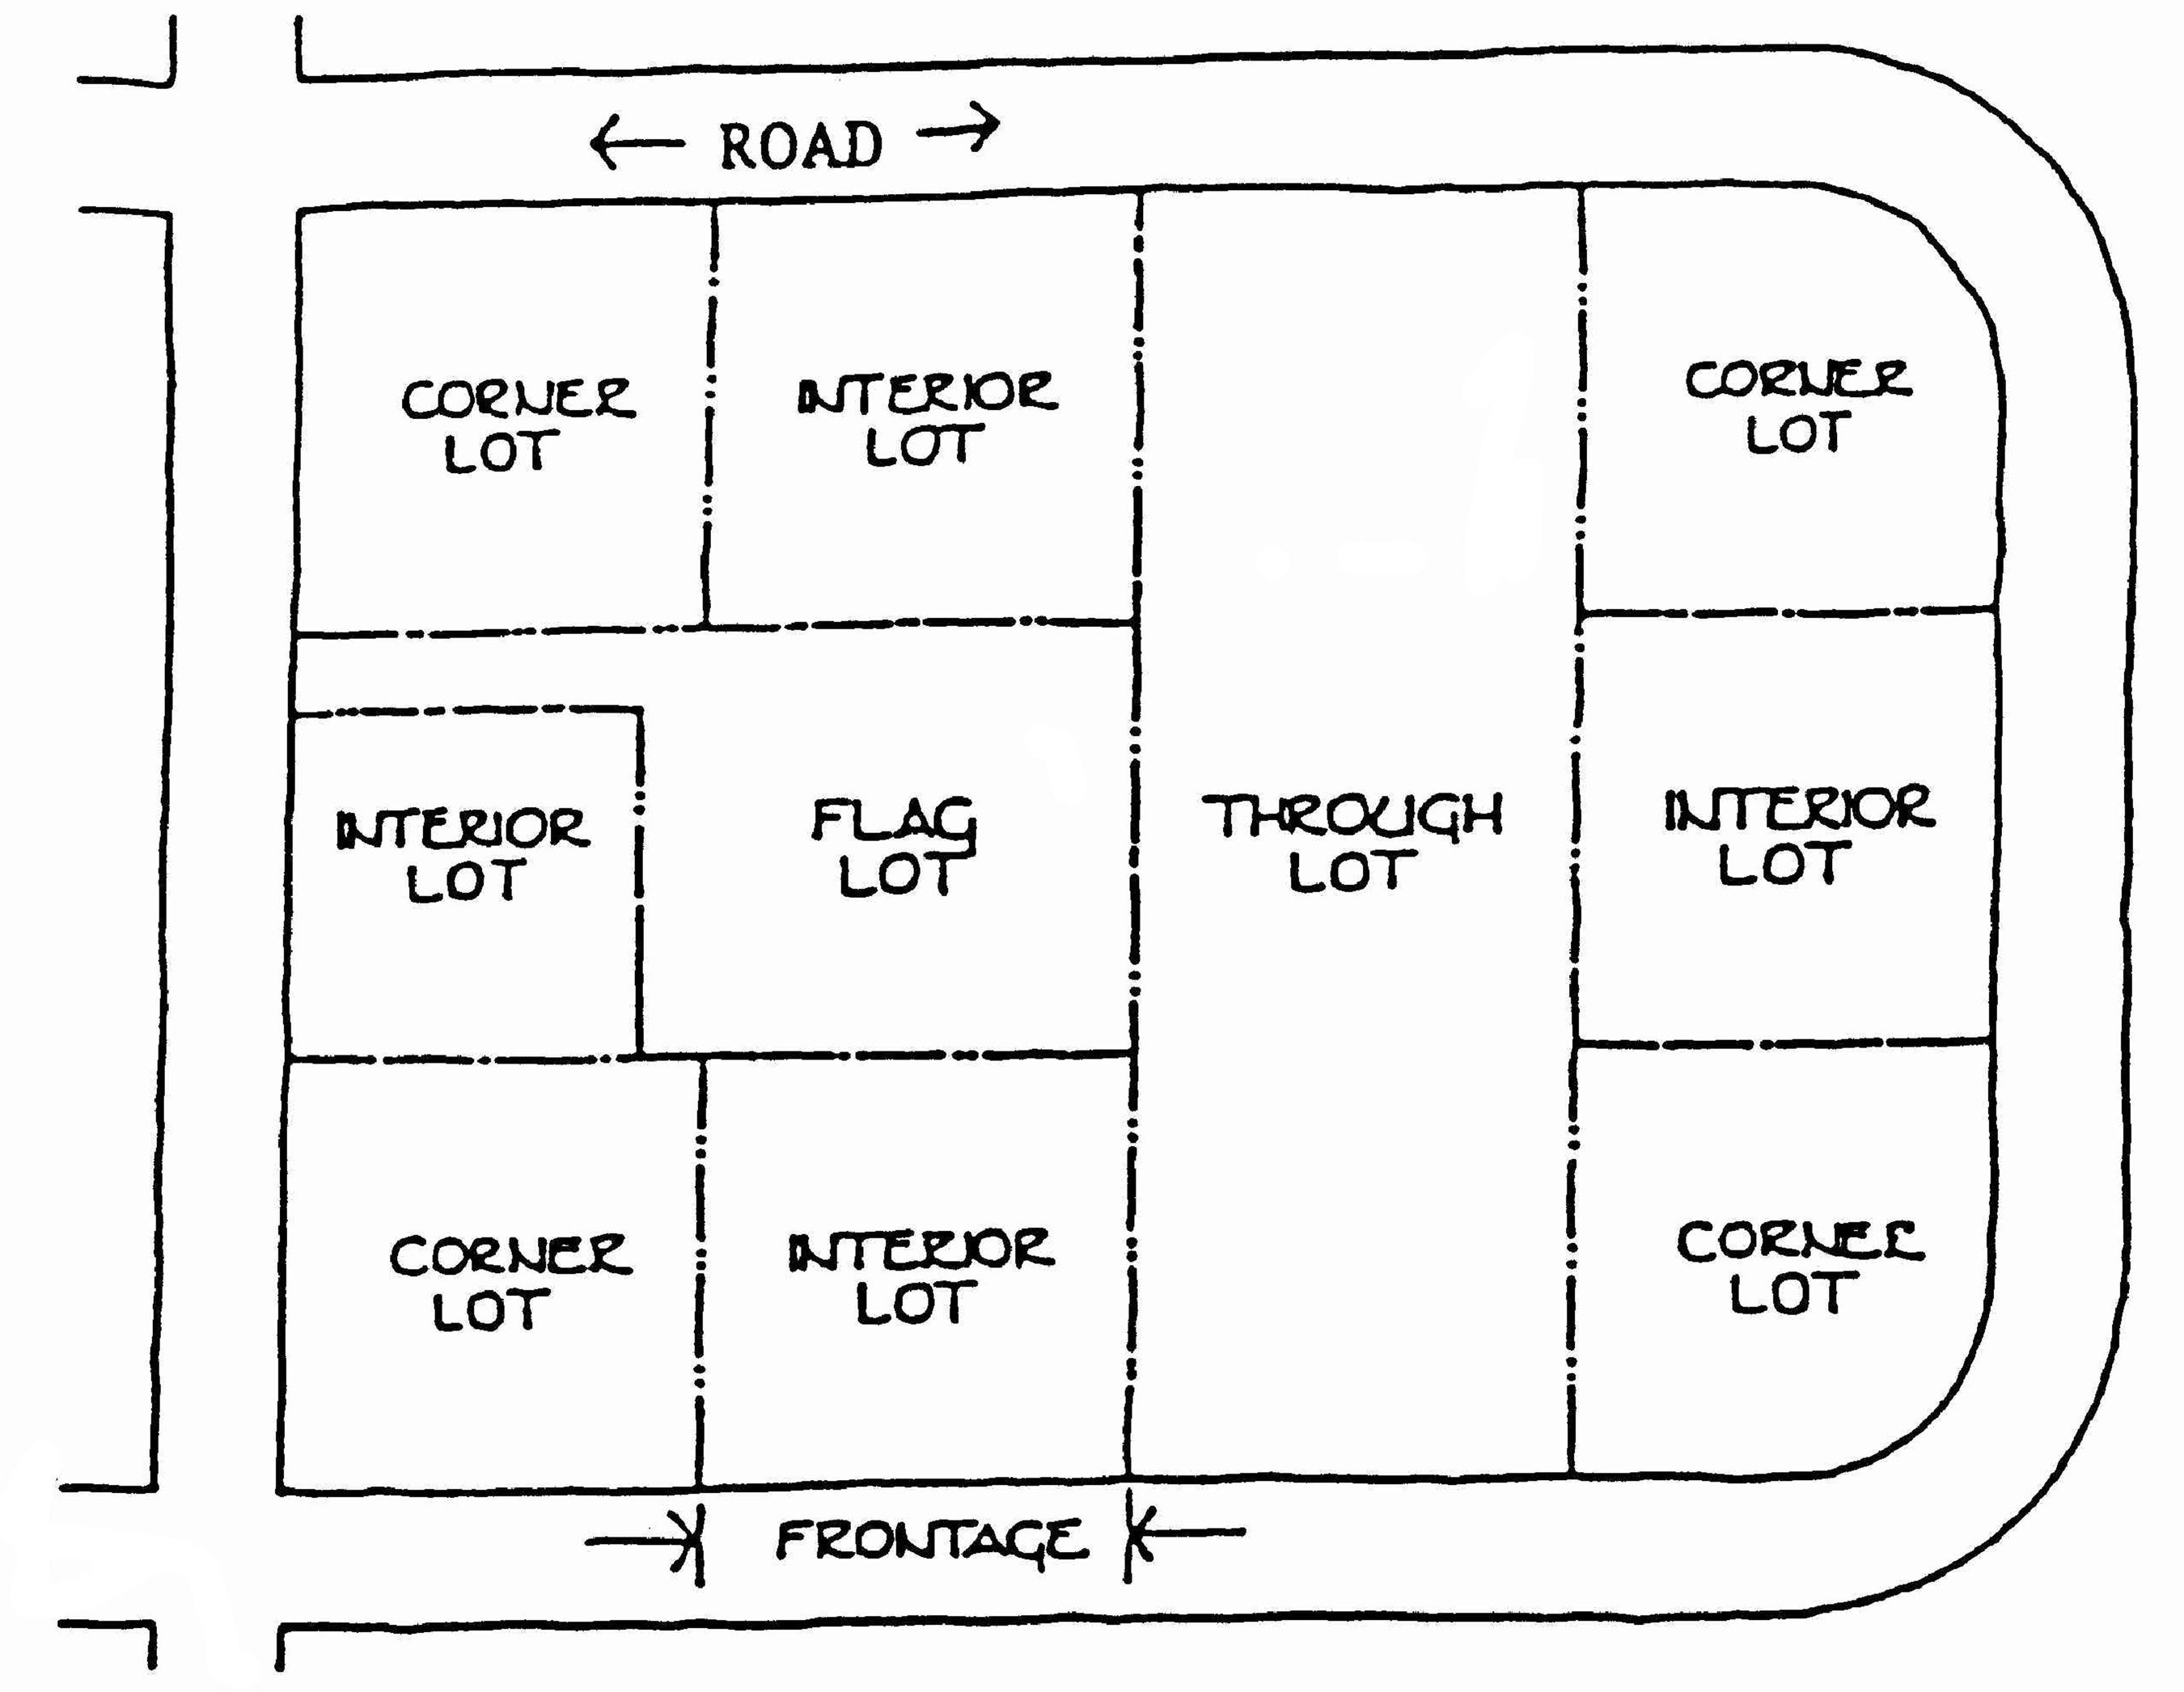 ← ROAD →
CORNER
LOT
INTERIOR
LOT
CORNER
LOT
INTERIOR
LOT
FLAG
LOT
THROUGH
LOT
INTERIOR
LOT
CORNER
LOT
INTERIOR
LOT
CORNER
LOT
FRONTAGE